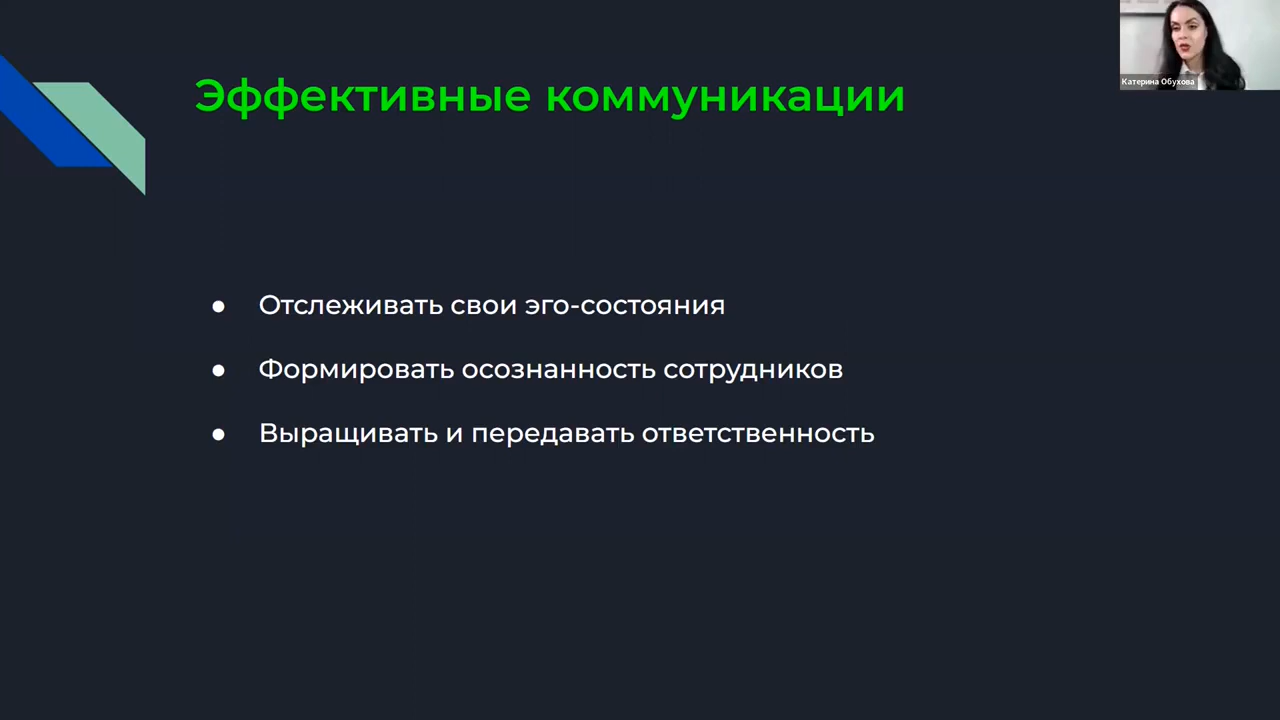 Эффективные коммуникации
Катерина Обухова
● Отслеживать свои эго-состояния
● Формировать осознанность сотрудников
● Выращивать и передавать ответственность